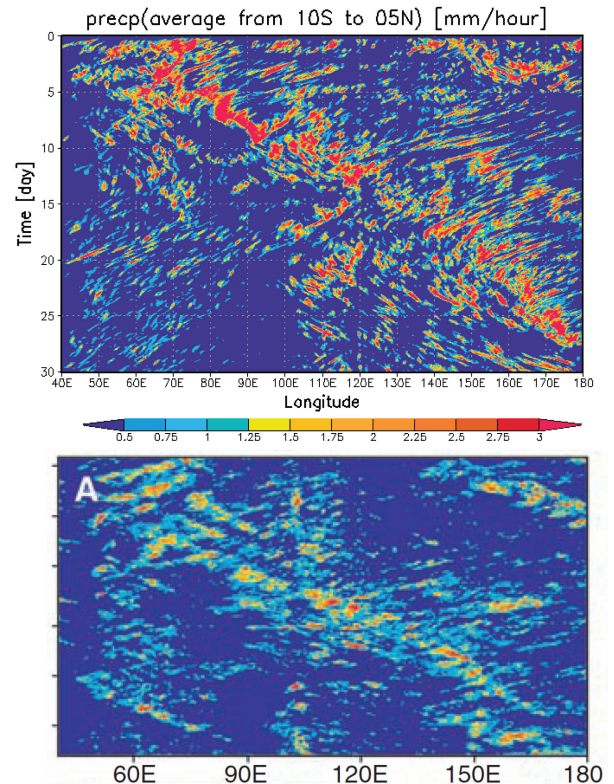 precp(average from 10S to 05N) [mm/hour]
0
5
10
15
20
25
30
Time [day]
40E 50E 60E 70E 80E 90E 100E 110E 120E 130E 140E 150E 160E 170E 180
Longitude
0.5 0.75 1 1.25 1.5 1.75 2 2.25 2.5 2.75 3
A
60E 90E 120E 150E 180